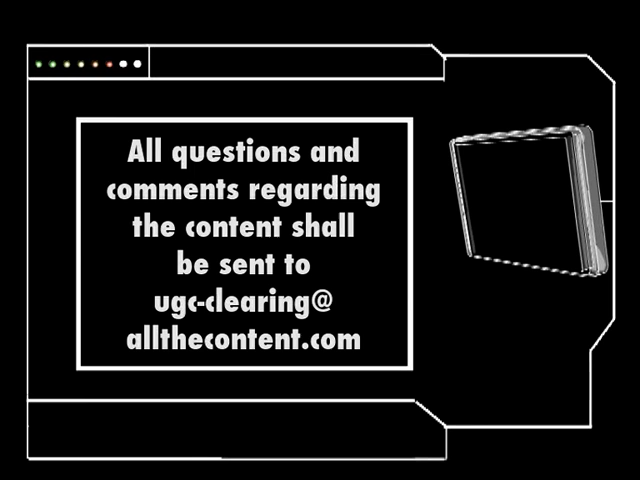 All questions and
comments regarding
the content shall
be sent to
ugc-clearing@
allthecontent.com